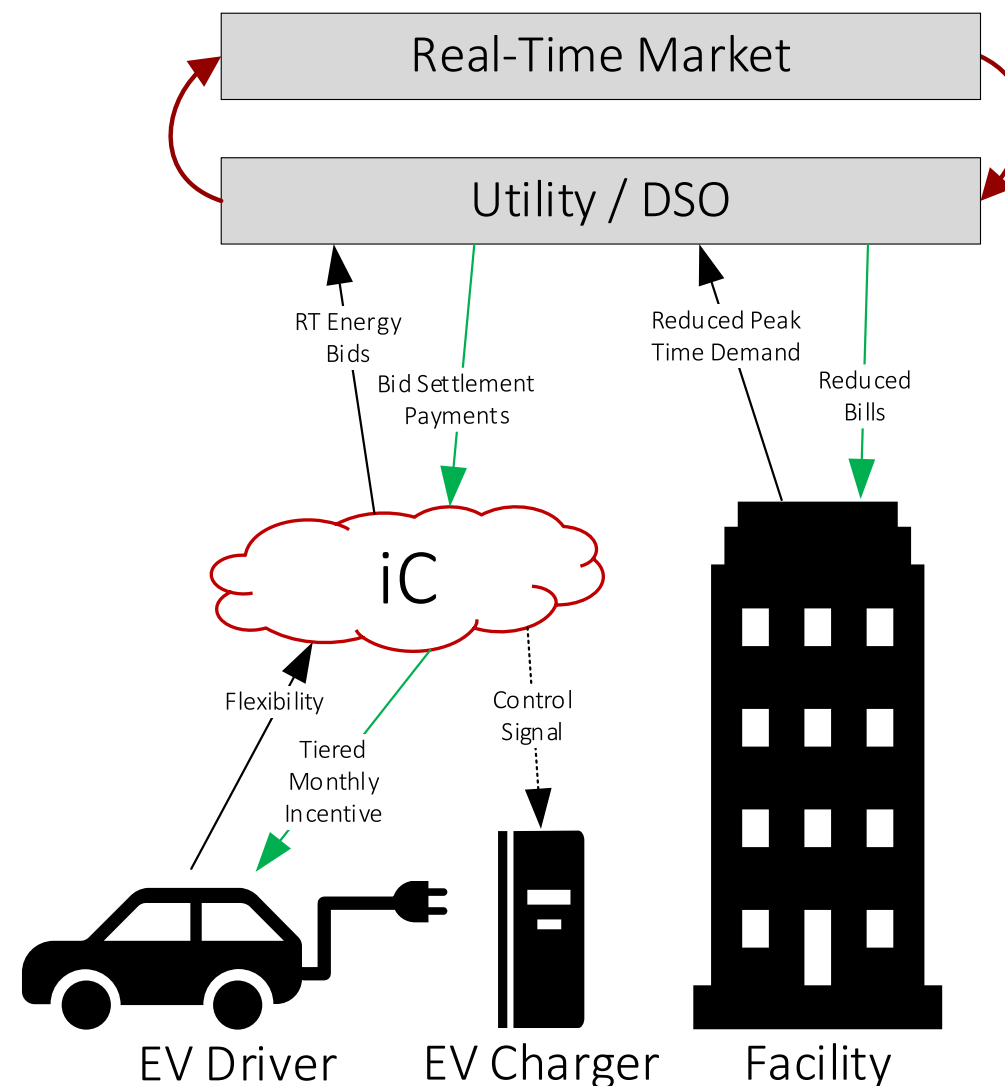 Real-Time Market
Utility / DSO
RT Energy
Bids
Bid Settlement
Payments
Reduced Peak
Time Demand
Reduced
Bills
iC
Flexibility
Tiered
Monthly
Incentive
Control
Signal
EV Driver
EV Charger
Facility